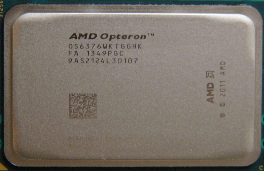 AMD Opteron™
OS6376WKTGGHK
FA 1349PGC
9AS2124L30107
AMD
© 2011 AMD